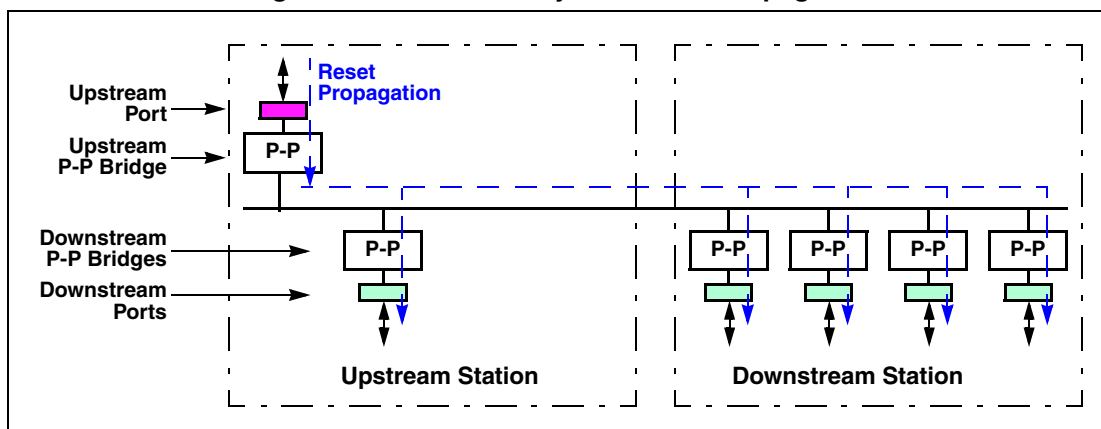 Reset
Propagation
Upstream
Port
Upstream
P-P Bridge
P-P
Downstream
P-P Bridges
P-P
P-P
P-P
P-P
P-P
Downstream
Ports
Upstream Station
Downstream Station